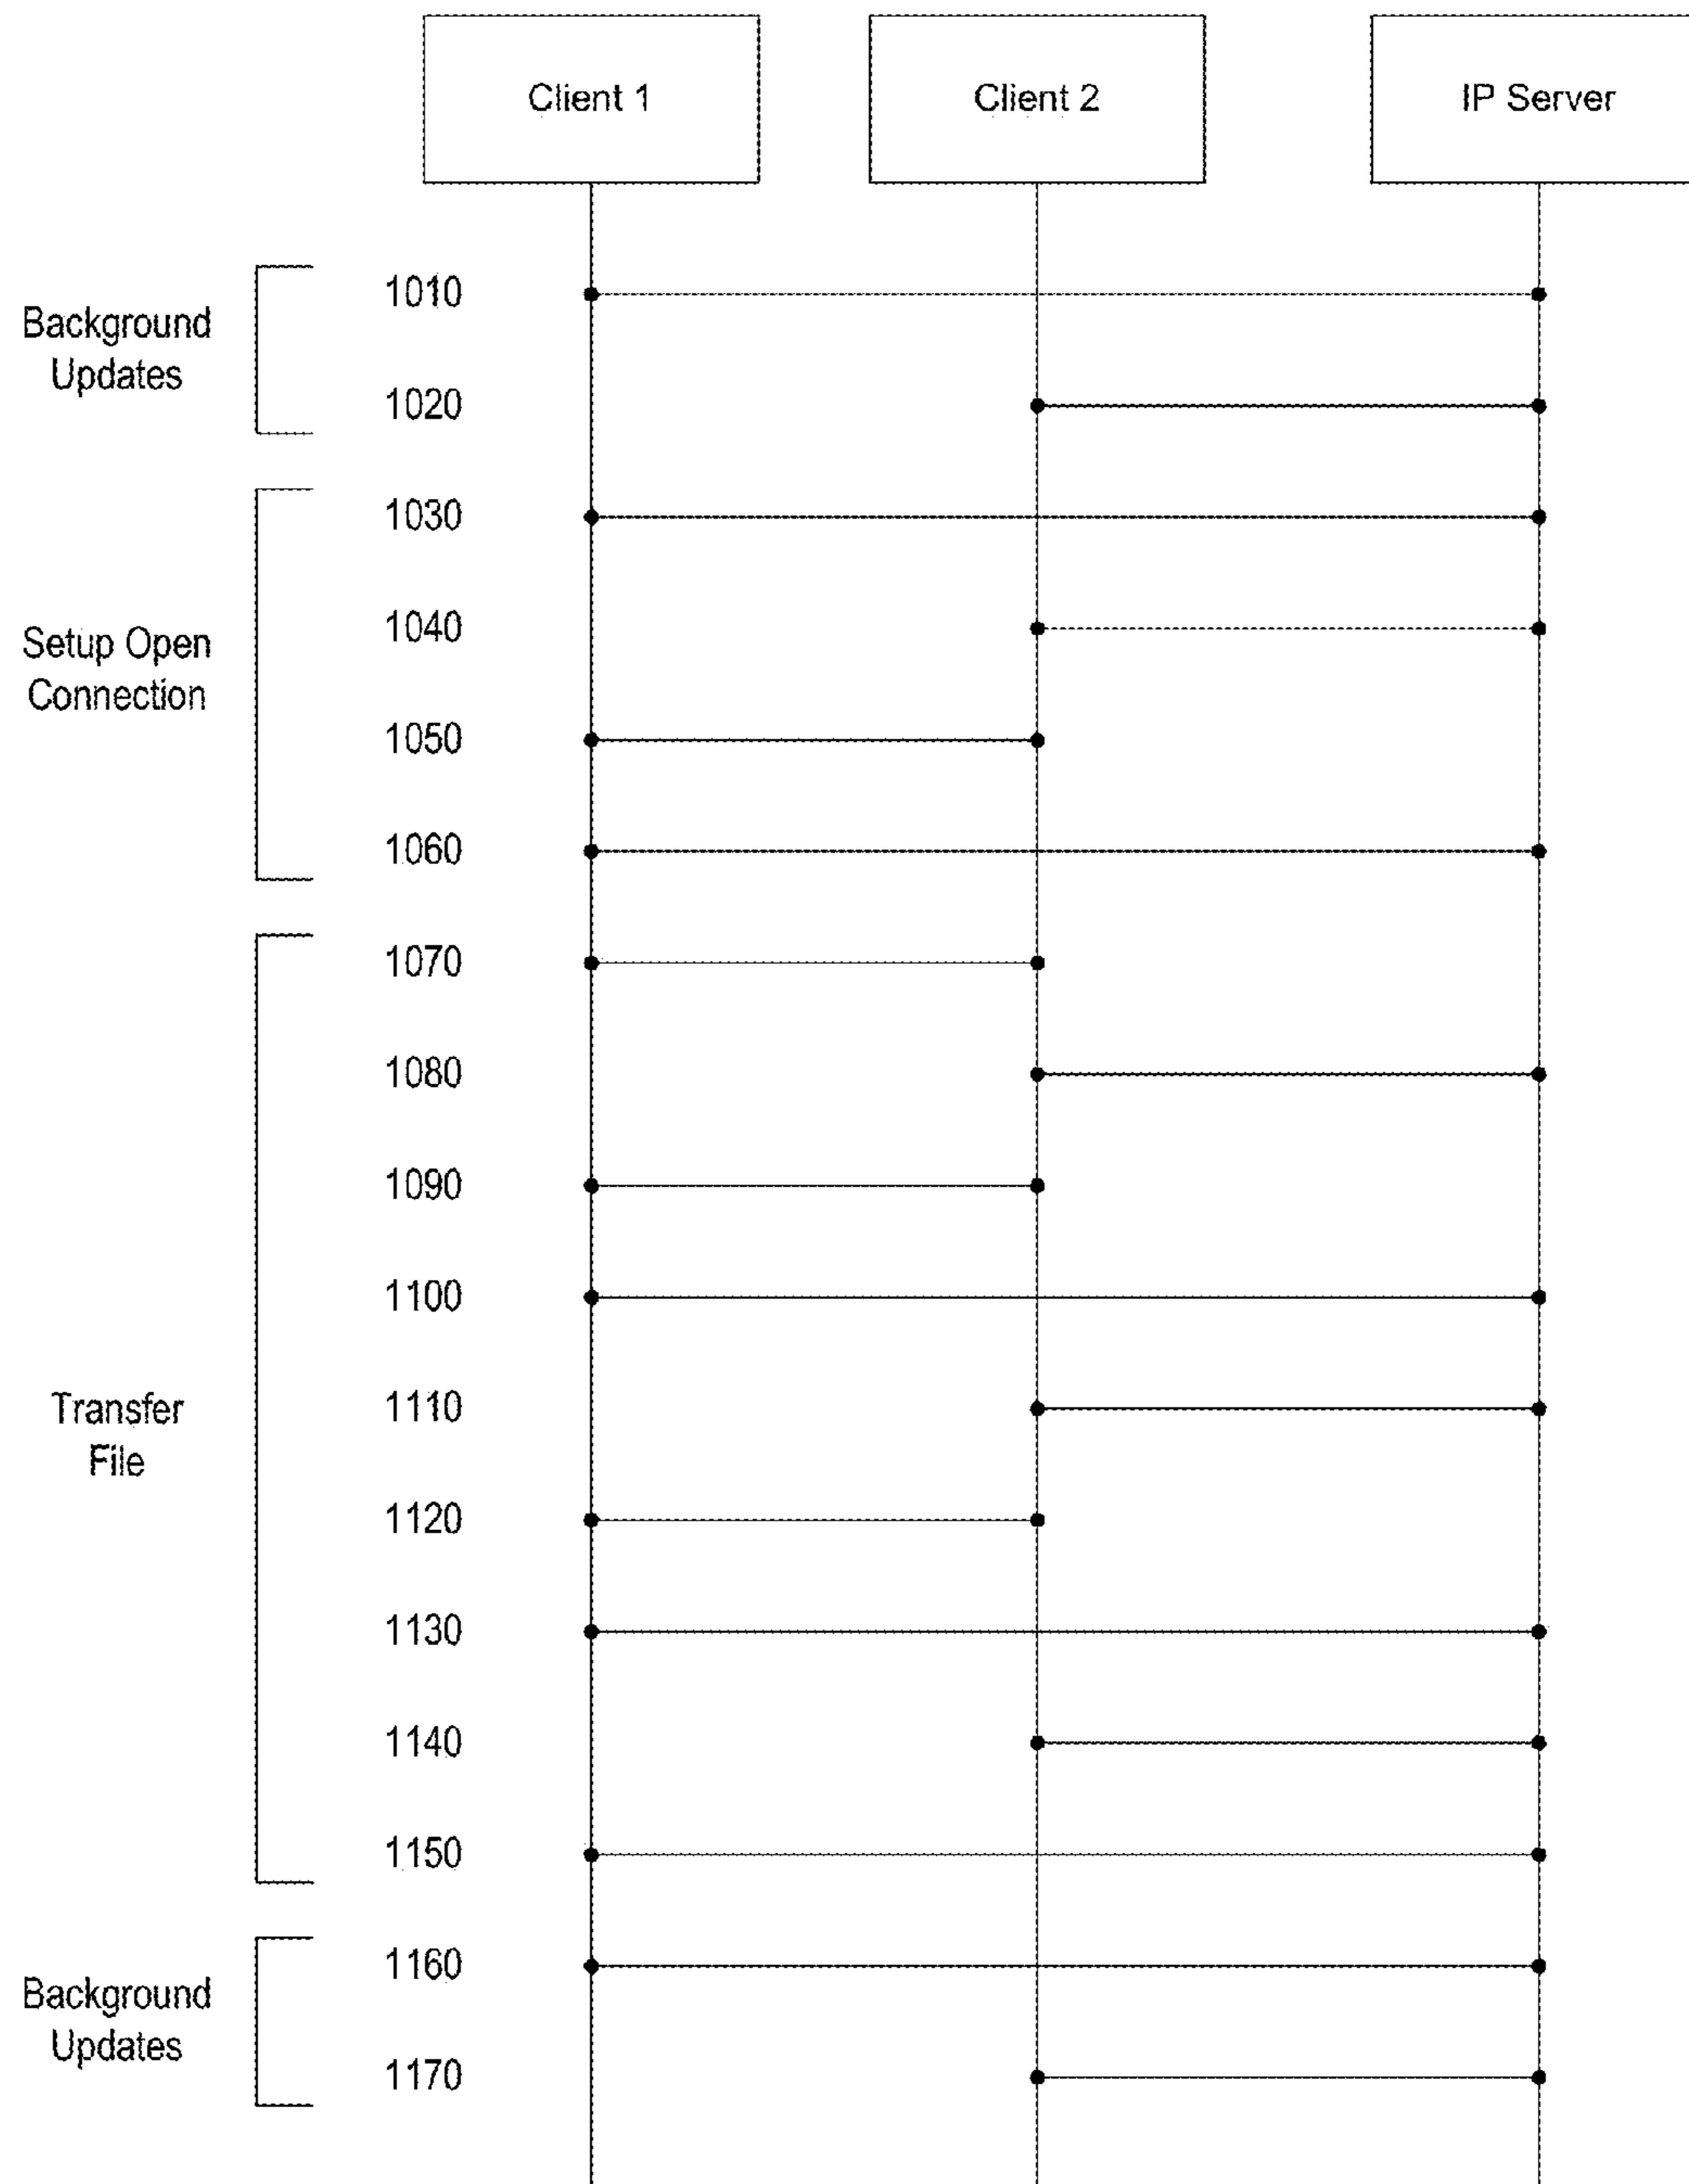 Client 1
Client 2
IP Server
Background
Updates
1010
1020
Setup Open
Connection
1030
1040
1050
1060
Transfer
File
1070
1080
1090
1100
1110
1120
1130
1140
1150
Background
Updates
1160
1170